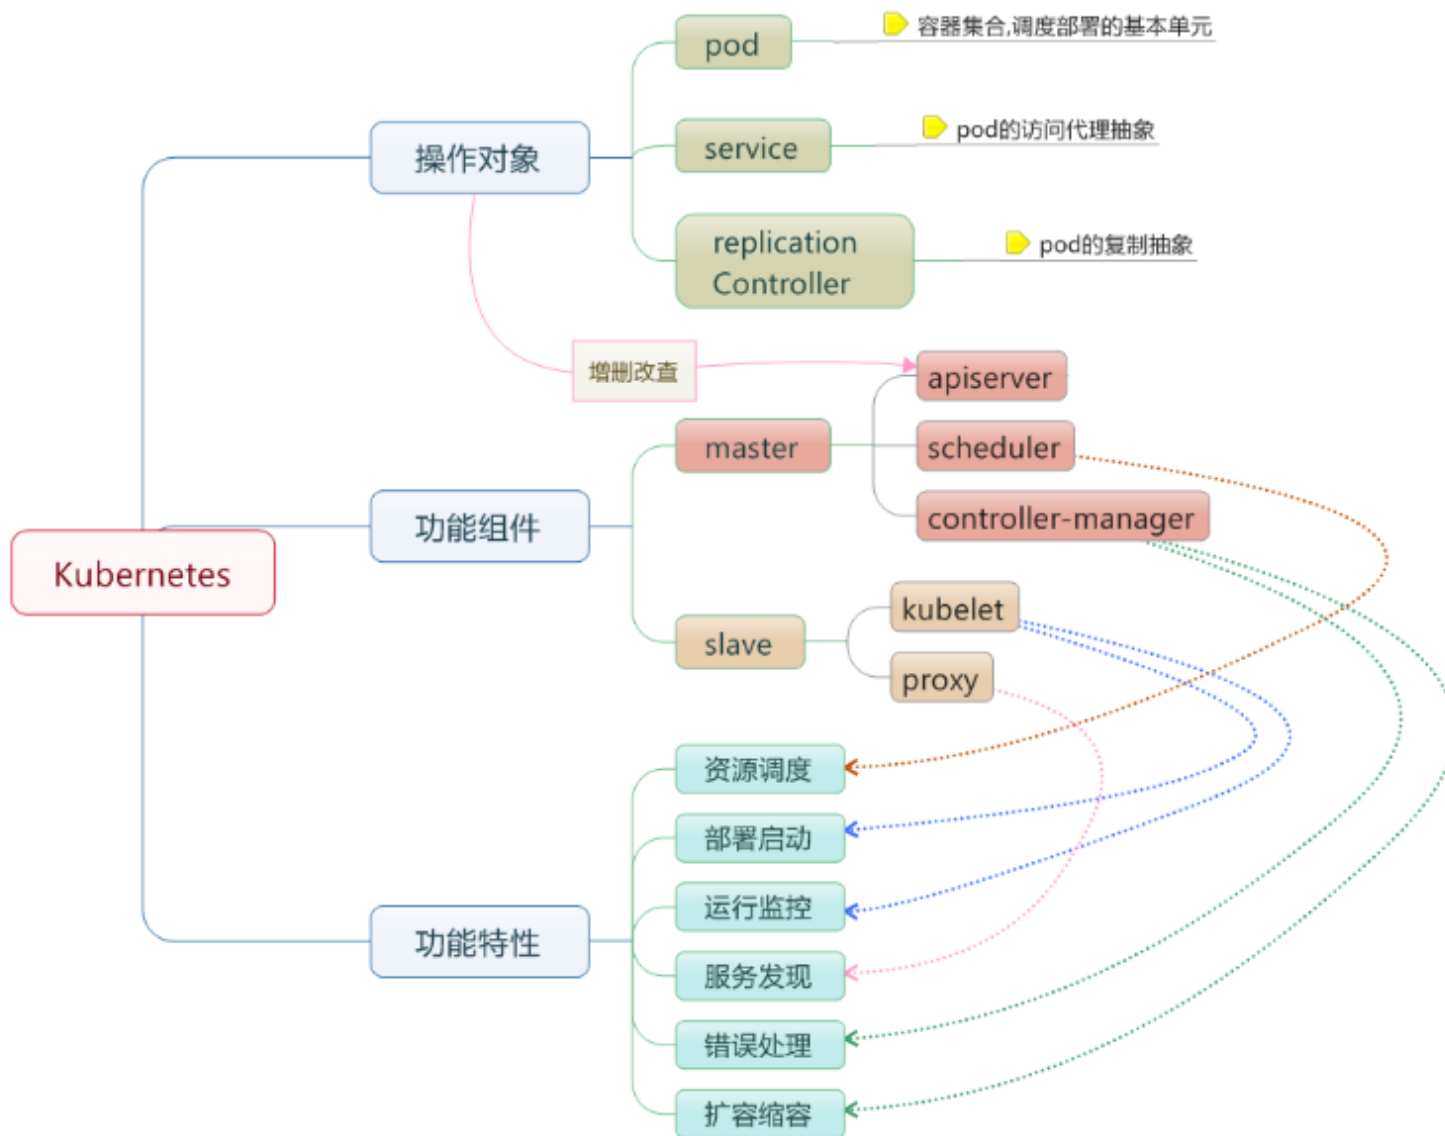 pod
容器集合,调度部署的基本单元
操作对象
service
pod的访问代理抽象
replication
Controller
pod的复制抽象
增删改查
apiserver
master
scheduler
功能组件
controller-manager
Kubernetes
kubelet
slave
proxy
资源调度
部署启动
运行监控
功能特性
服务发现
错误处理
扩容缩容